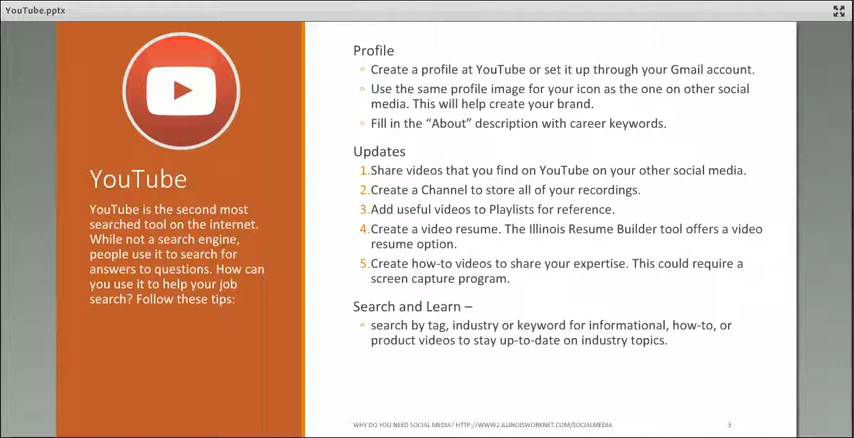 YouTube.pptx
YouTube
YouTube is the second most
searched tool on the internet.
While not a search engine,
people use it to search for
answers to questions. How can
you use it to help your job
search? Follow these tips:
Profile
◦ Create a profile at YouTube or set it up through your Gmail account.
◦ Use the same profile image for your icon as the one on other social
media. This will help create your brand.
◦ Fill in the “About” description with career keywords.
Updates
1.Share videos that you find on YouTube on your other social media.
2.Create a Channel to store all of your recordings.
3.Add useful videos to Playlists for reference.
4.Create a video resume. The Illinois Resume Builder tool offers a video
resume option.
5.Create how-to videos to share your expertise. This could require a
screen capture program.
Search and Learn –
◦ search by tag, industry or keyword for informational, how-to, or
product videos to stay up-to-date on industry topics.
WHY DO YOU NEED SOCIAL MEDIA? HTTP://WWW2.ILLINOISWORKNET.COM/SOCIALMEDIA
3